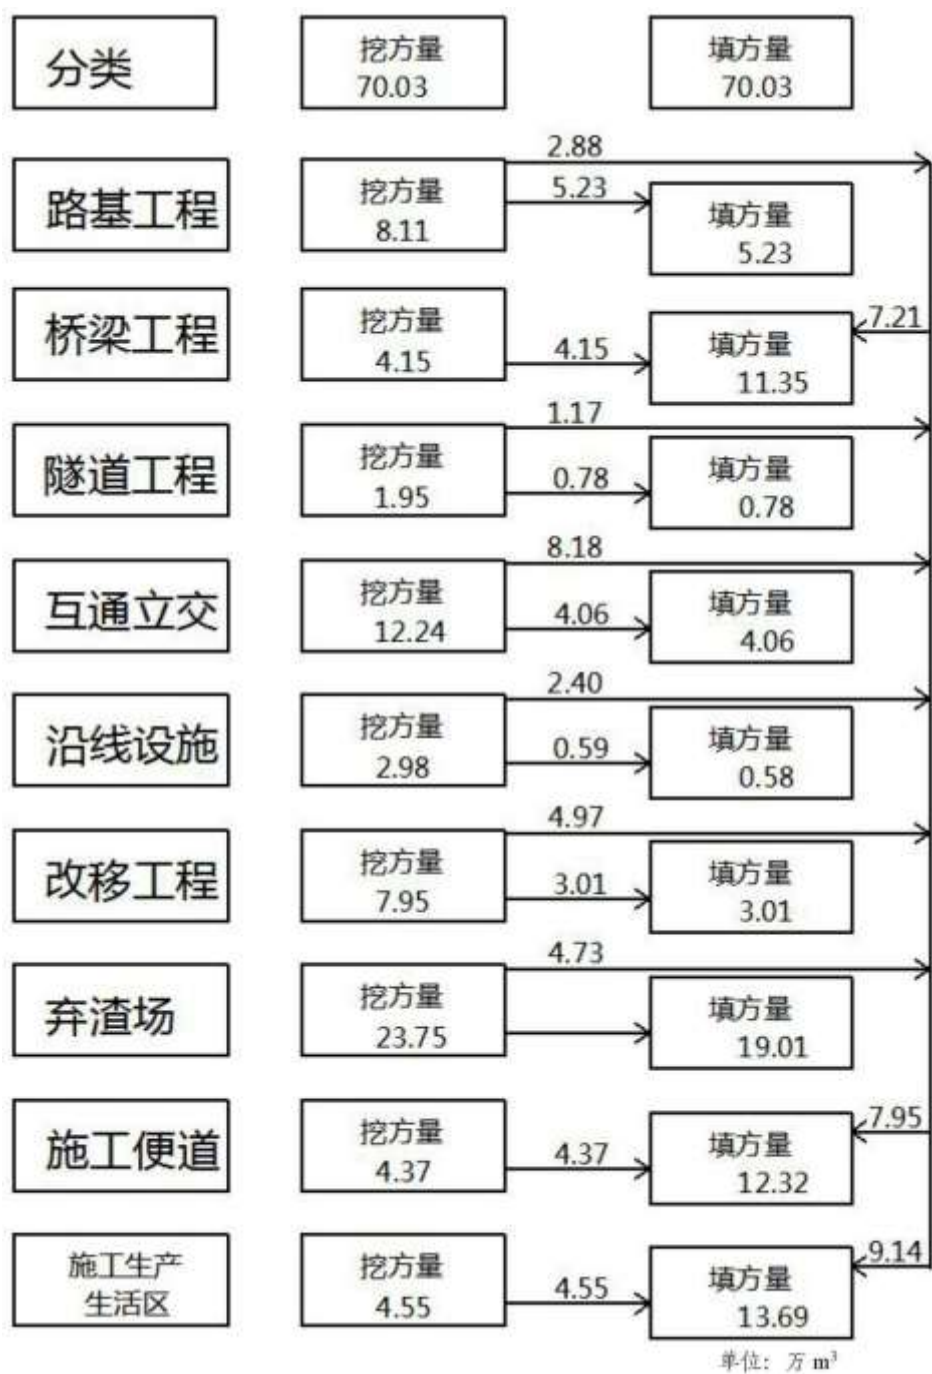 分类
挖方量
70.03
填方量
70.03
2.88
路基工程
挖方量
8.11
5.23
填方量
5.23
桥梁工程
挖方量
4.15
4.15
填方量
11.35
7.21
1.17
隧道工程
挖方量
1.95
0.78
填方量
0.78
8.18
互通立交
挖方量
12.24
4.06
填方量
4.06
2.40
沿线设施
挖方量
2.98
0.59
填方量
0.58
4.97
改移工程
挖方量
7.95
3.01
填方量
3.01
4.73
弃渣场
挖方量
23.75
填方量
19.01
施工便道
挖方量
4.37
4.37
填方量
12.32
7.95
施工生产
生活区
挖方量
4.55
4.55
填方量
13.69
9.14
单位：万 m³